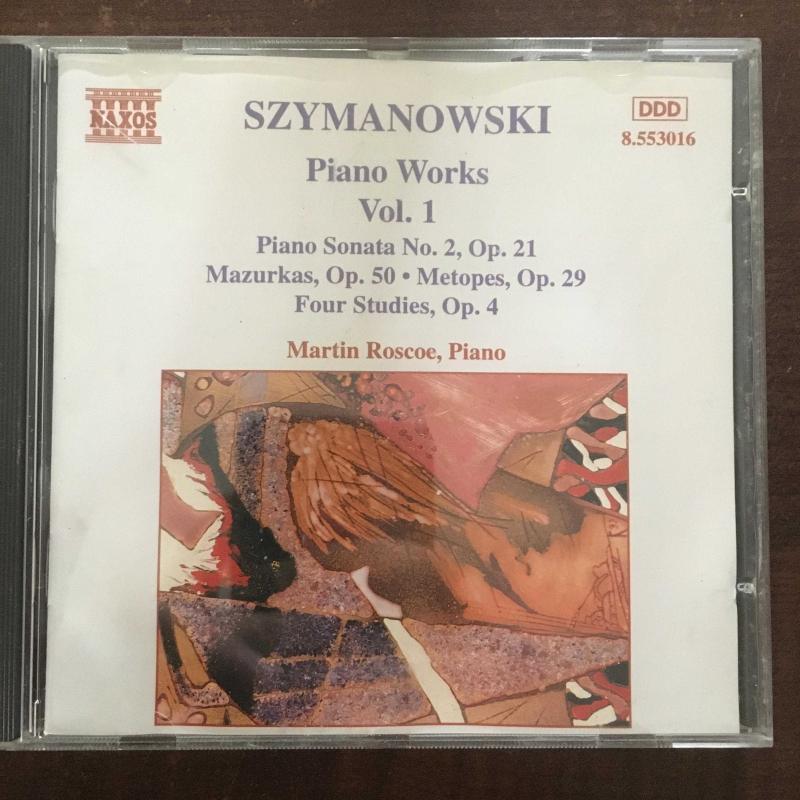 NAXOS
SZYMANOWSKI
DDD
8.553016
Piano Works
Vol. 1
Piano Sonata No. 2, Op. 21
Mazurkas, Op. 50 • Metopes, Op. 29
Four Studies, Op. 4
Martin Roscoe, Piano